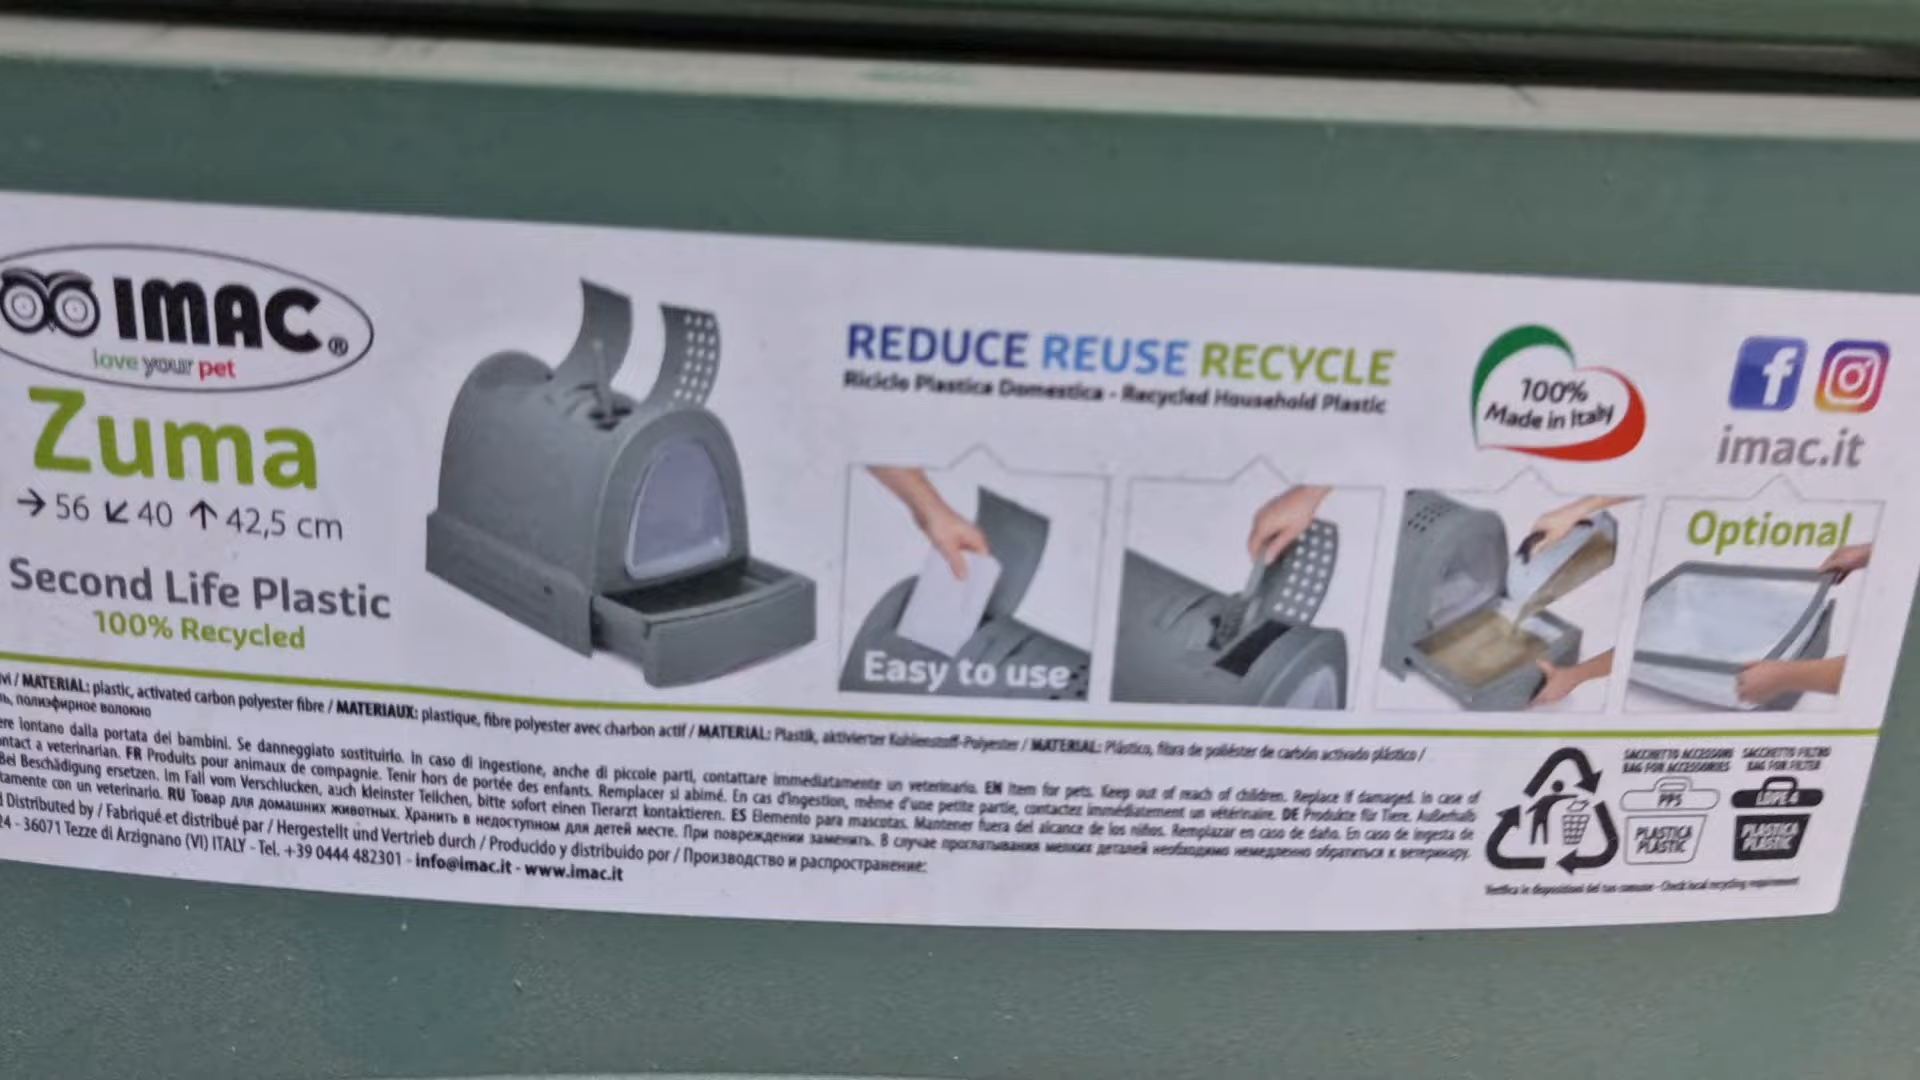 IMAC®
love your pet
Zuma
→ 56 ↙ 40 ↑ 42,5 cm
Second Life Plastic
100% Recycled
REDUCE REUSE RECYCLE
Riciclo Plastica Domestica - Recycled Household Plastic
100%
Made in Italy
imac.it
Easy to use
Optional
/ MATERIAL: plastic, activated carbon polyester fibre / MATERIAUX: plastique, fibre polyester avec charbon actif / MATERIAL: Plastik, aktivierter Kohlenstoff-Polyester / MATERIAL: Plástico, fibra de poliéster de carbón activado plástico /
полиэфирное волокно
lontano dalla portata dei bambini. Se danneggiato sostituirlo. In caso di ingestione, anche di piccole parti, contattare immediatamente un veterinario. EN Item for pets. Keep out of reach of children. Replace if damaged. In case of
contact a veterinarian. FR Produits pour animaux de compagnie. Tenir hors de portée des enfants. Remplacer si abimé. En cas d'ingestion, même d'une petite partie, contactez immédiatement un vétérinaire. DE Produkte für Tiere. Außerhalb
Bei Beschädigung ersetzen. Im Fall vom Verschlucken, auch kleinster Teilchen, bitte sofort einen Tierarzt kontaktieren. ES Elemento para mascotas. Mantener fuera del alcance de los niños. Remplazar en caso de daño. En caso de ingesta de
con un veterinario. RU Товар для домашних животных. Хранить в недоступном для детей месте. При повреждении заменить. В случае проглатывания мелких деталей необходимо немедленно обратиться к ветеринару.
Distributed by / Fabriqué et distribué par / Hergestellt und Vertrieb durch / Producido y distribuido por / Производство и распространение:
24 - 36071 Tezze di Arzignano (VI) ITALY - Tel. +39 0444 482301 - info@imac.it - www.imac.it
SACCHETTO ACCESSORI SACCHETTO FILTRO
BAG FOR ACCESSORIES BAG FOR FILTER
PP5 LDPE 4
PLASTICA PLASTICA
PLASTIC PLASTIC
Verifica le disposizioni del tuo comune - Check local recycling requirement